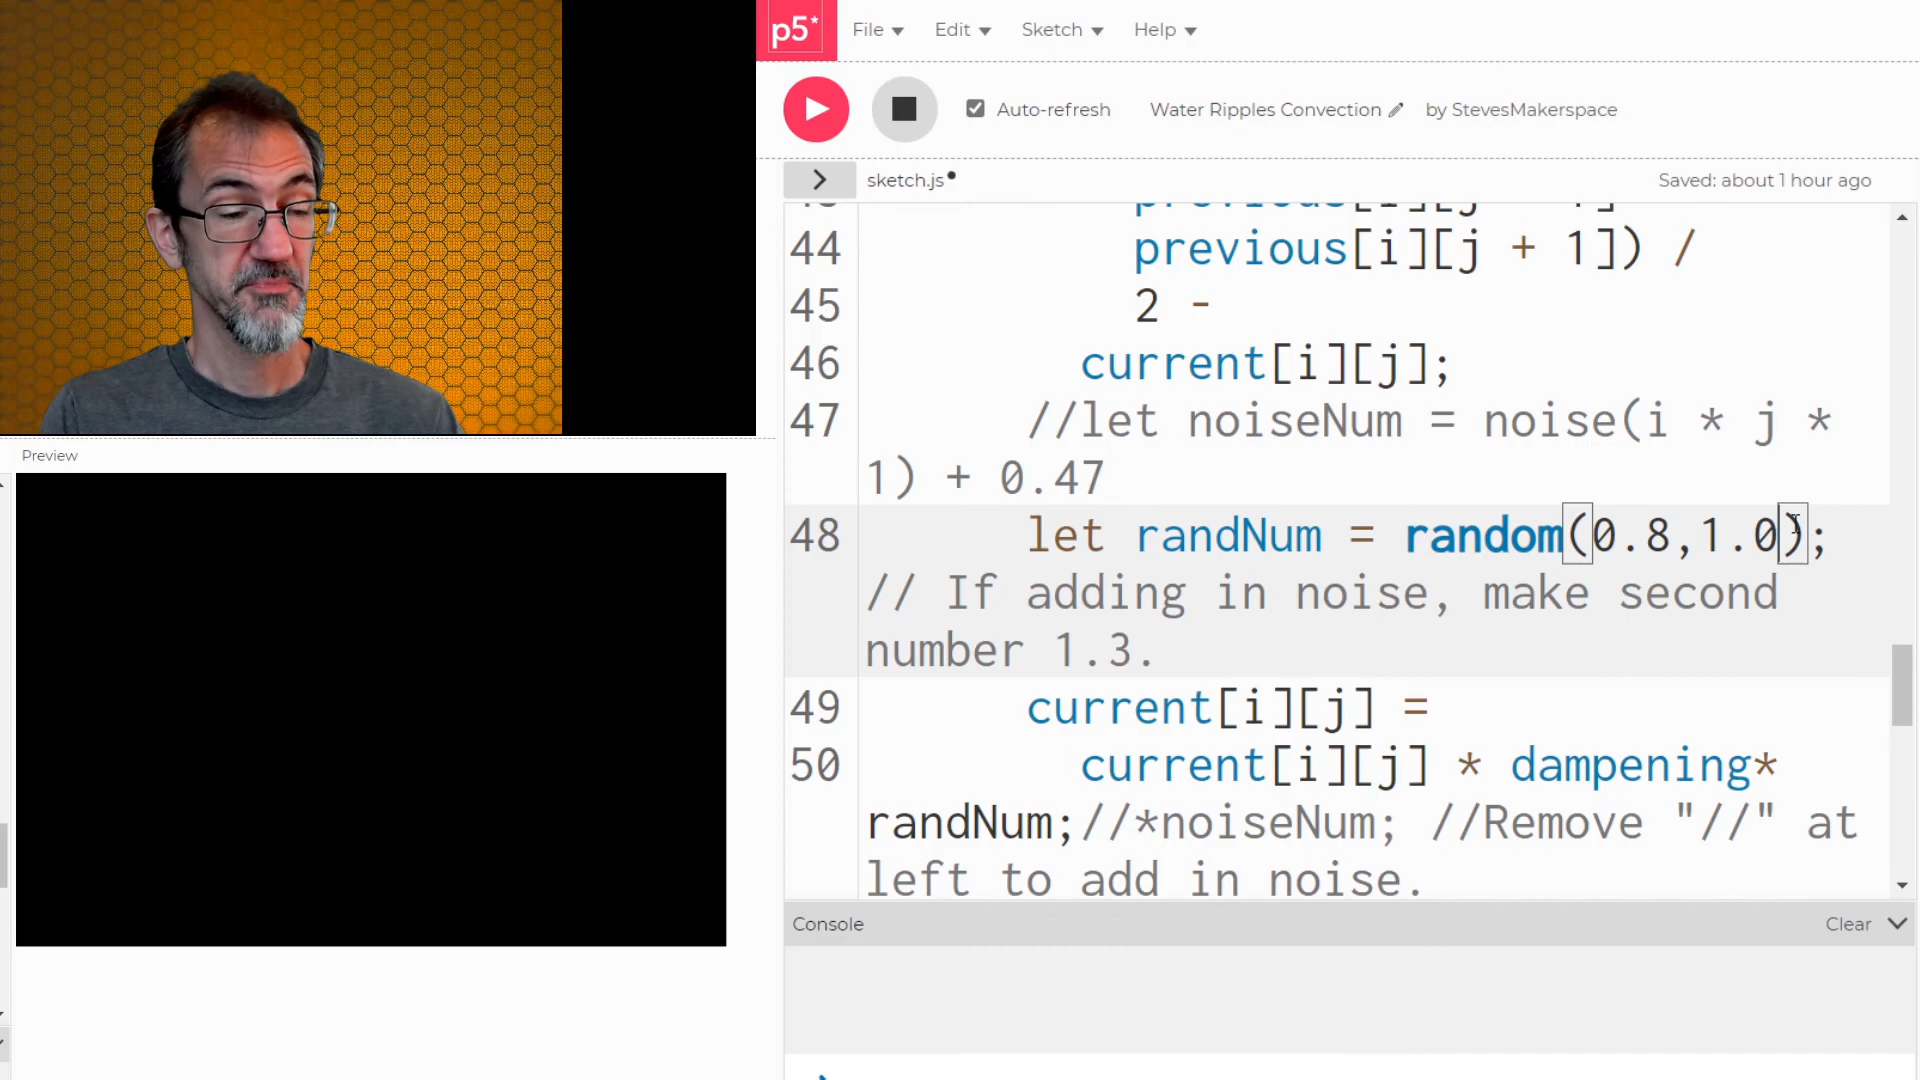 p5* File Edit Sketch Help
Auto-refresh Water Ripples Convection by StevesMakerspace
sketch.js Saved: about 1 hour ago
44 previous[i][j + 1]) /
45 2 -
46 current[i][j];
47 //let noiseNum = noise(i * j *
1) + 0.47
48 let randNum = random(0.8,1.0);
// If adding in noise, make second
number 1.3.
49 current[i][j] =
50 current[i][j] * dampening*
randNum;//*noiseNum; //Remove "//" at
left to add in noise.
Console Clear
Preview